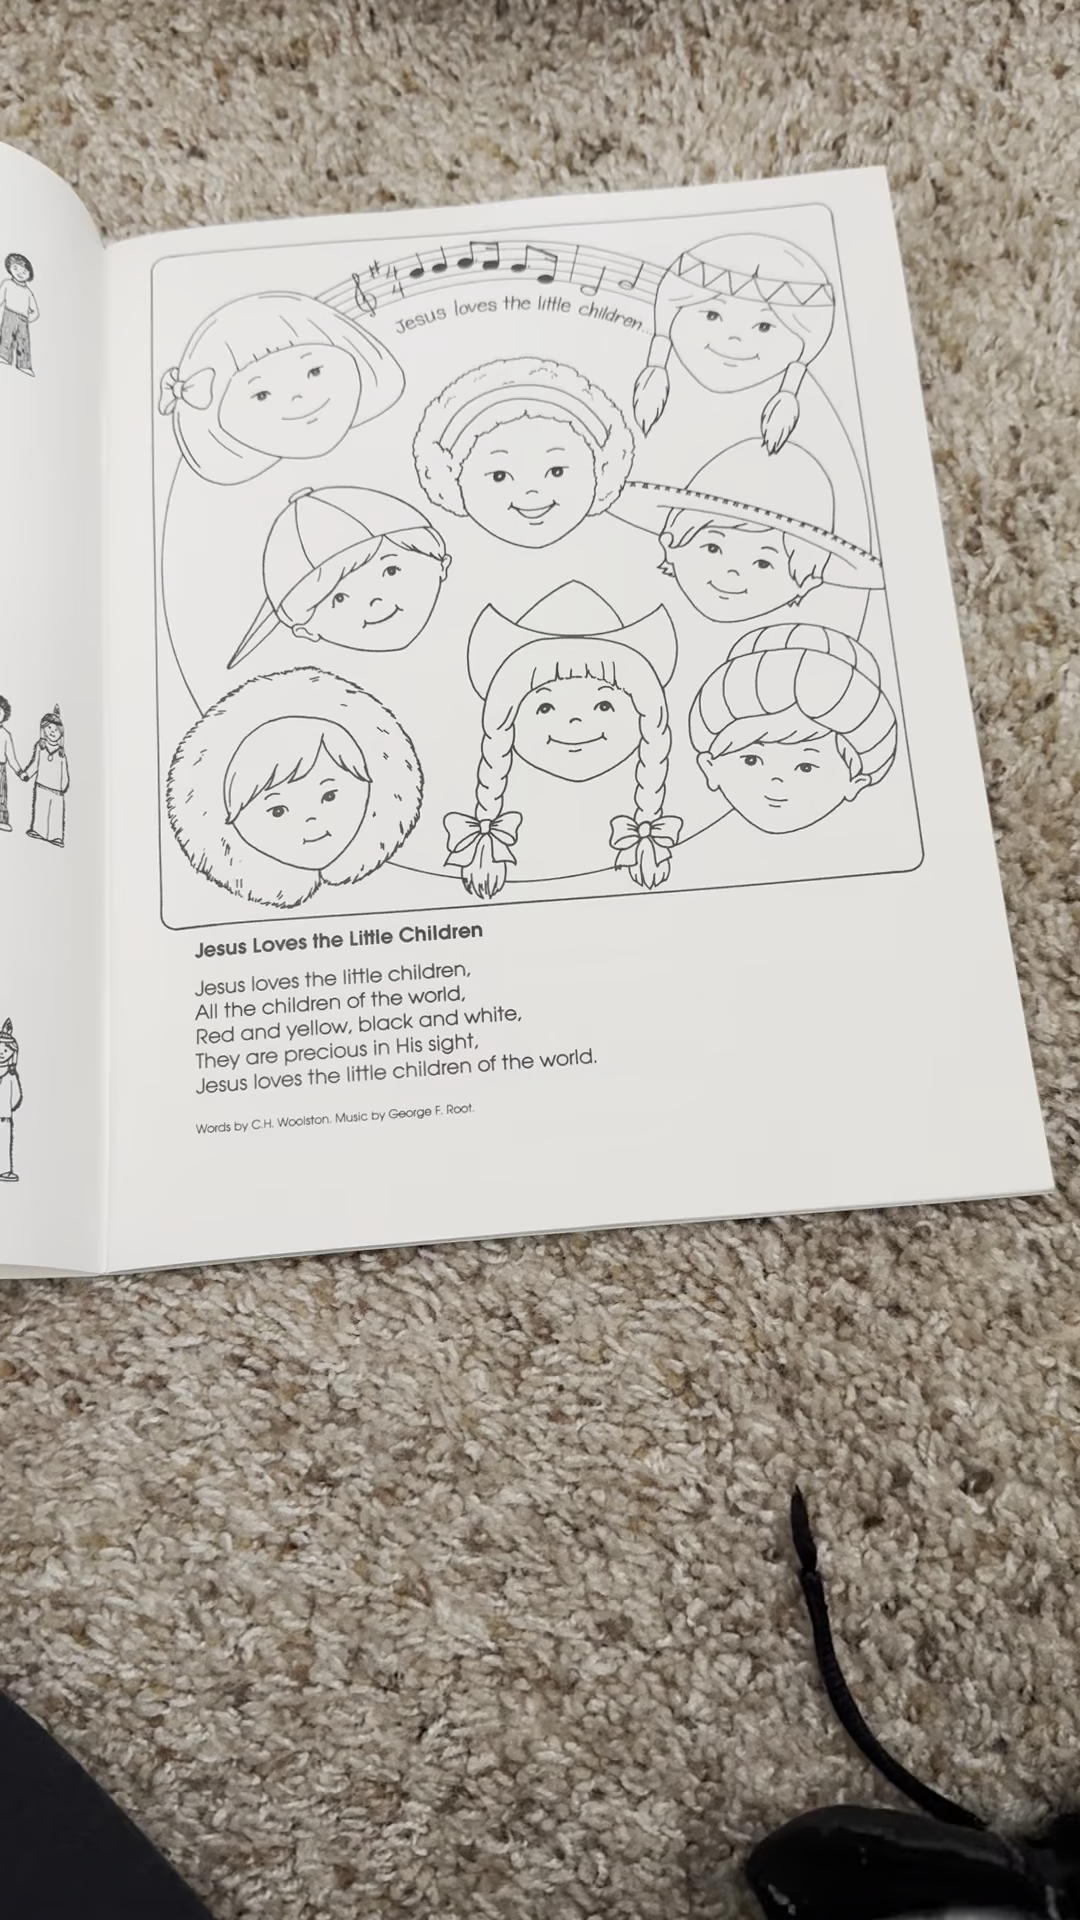 Jesus loves the little children...
Jesus Loves the Little Children
Jesus loves the little children,
All the children of the world,
Red and yellow, black and white,
They are precious in His sight,
Jesus loves the little children of the world.
Words by C.H. Woolston. Music by George F. Root.